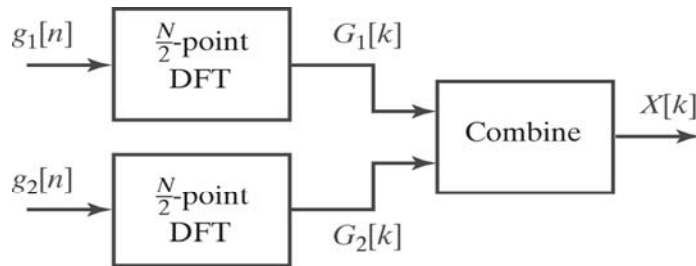 g₁[n]
N/2-point
DFT
G₁[k]
Combine
X[k]
g₂[n]
N/2-point
DFT
G₂[k]